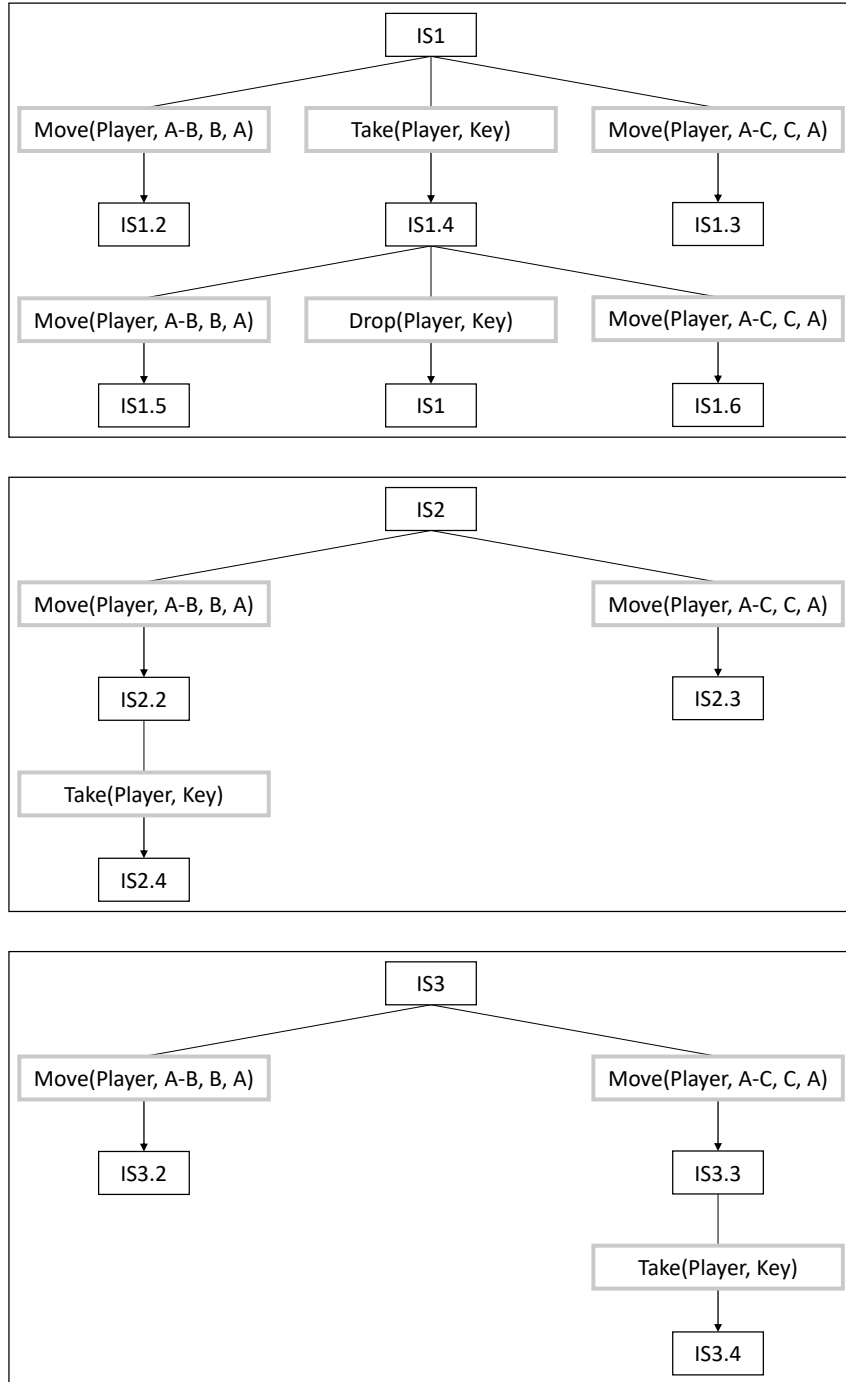 IS1
Move(Player, A-B, B, A)
Take(Player, Key)
Move(Player, A-C, C, A)
IS1.2
IS1.4
IS1.3
Move(Player, A-B, B, A)
Drop(Player, Key)
Move(Player, A-C, C, A)
IS1.5
IS1
IS1.6
IS2
Move(Player, A-B, B, A)
Move(Player, A-C, C, A)
IS2.2
IS2.3
Take(Player, Key)
IS2.4
IS3
Move(Player, A-B, B, A)
Move(Player, A-C, C, A)
IS3.2
IS3.3
Take(Player, Key)
IS3.4